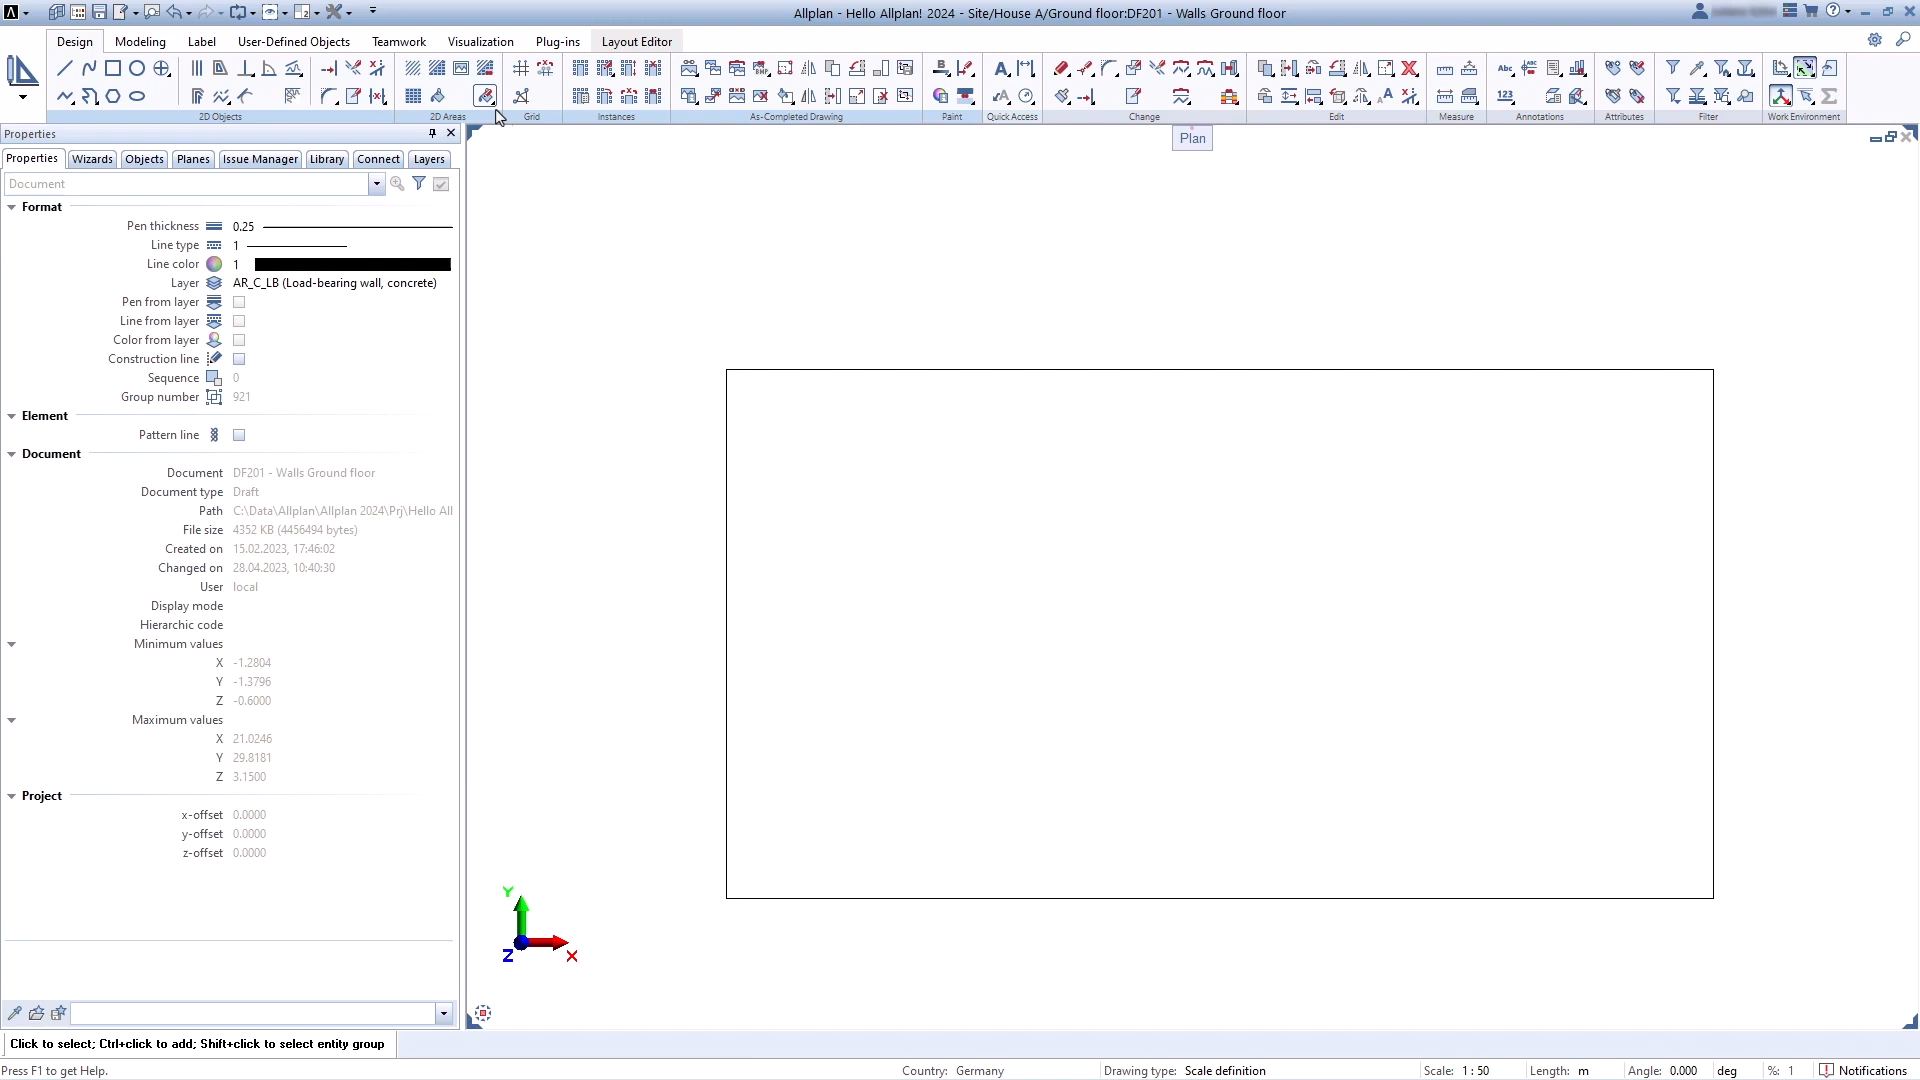 Allplan - Hello Allplan! 2024 - Site/House A/Ground floor:DF201 - Walls Ground floor
Design
Modeling
Label
User-Defined Objects
Teamwork
Visualization
Plug-ins
Layout Editor
2D Objects
2D Areas
Grid
Instances
As-Completed Drawing
Paint
Quick Access
Change
Edit
Measure
Annotations
Attributes
Filter
Work Environment
Properties
Properties
Wizards
Objects
Planes
Issue Manager
Library
Connect
Layers
Plan
Document
Format
Pen thickness 0.25
Line type 1
Line color 1
Layer AR_C_LB (Load-bearing wall, concrete)
Pen from layer
Line from layer
Color from layer
Construction line
Sequence 0
Group number 921
Element
Pattern line
Document
Document DF201 - Walls Ground floor
Document type Draft
Path C:\Data\Allplan\Allplan 2024\Prj\Hello All
File size 4352 KB (4456494 bytes)
Created on 15.02.2023, 17:46:02
Changed on 28.04.2023, 10:40:30
User local
Display mode
Hierarchic code
Minimum values
X -1.2804
Y -1.3796
Z -0.6000
Maximum values
X 21.0246
Y 29.8181
Z 3.1500
Project
x-offset 0.0000
y-offset 0.0000
z-offset 0.0000
Y
Z
X
Click to select; Ctrl+click to add; Shift+click to select entity group
Press F1 to get Help.
Country: Germany
Drawing type: Scale definition
Scale: 1 : 50
Length: m
Angle: 0.000 deg
%: 1
Notifications